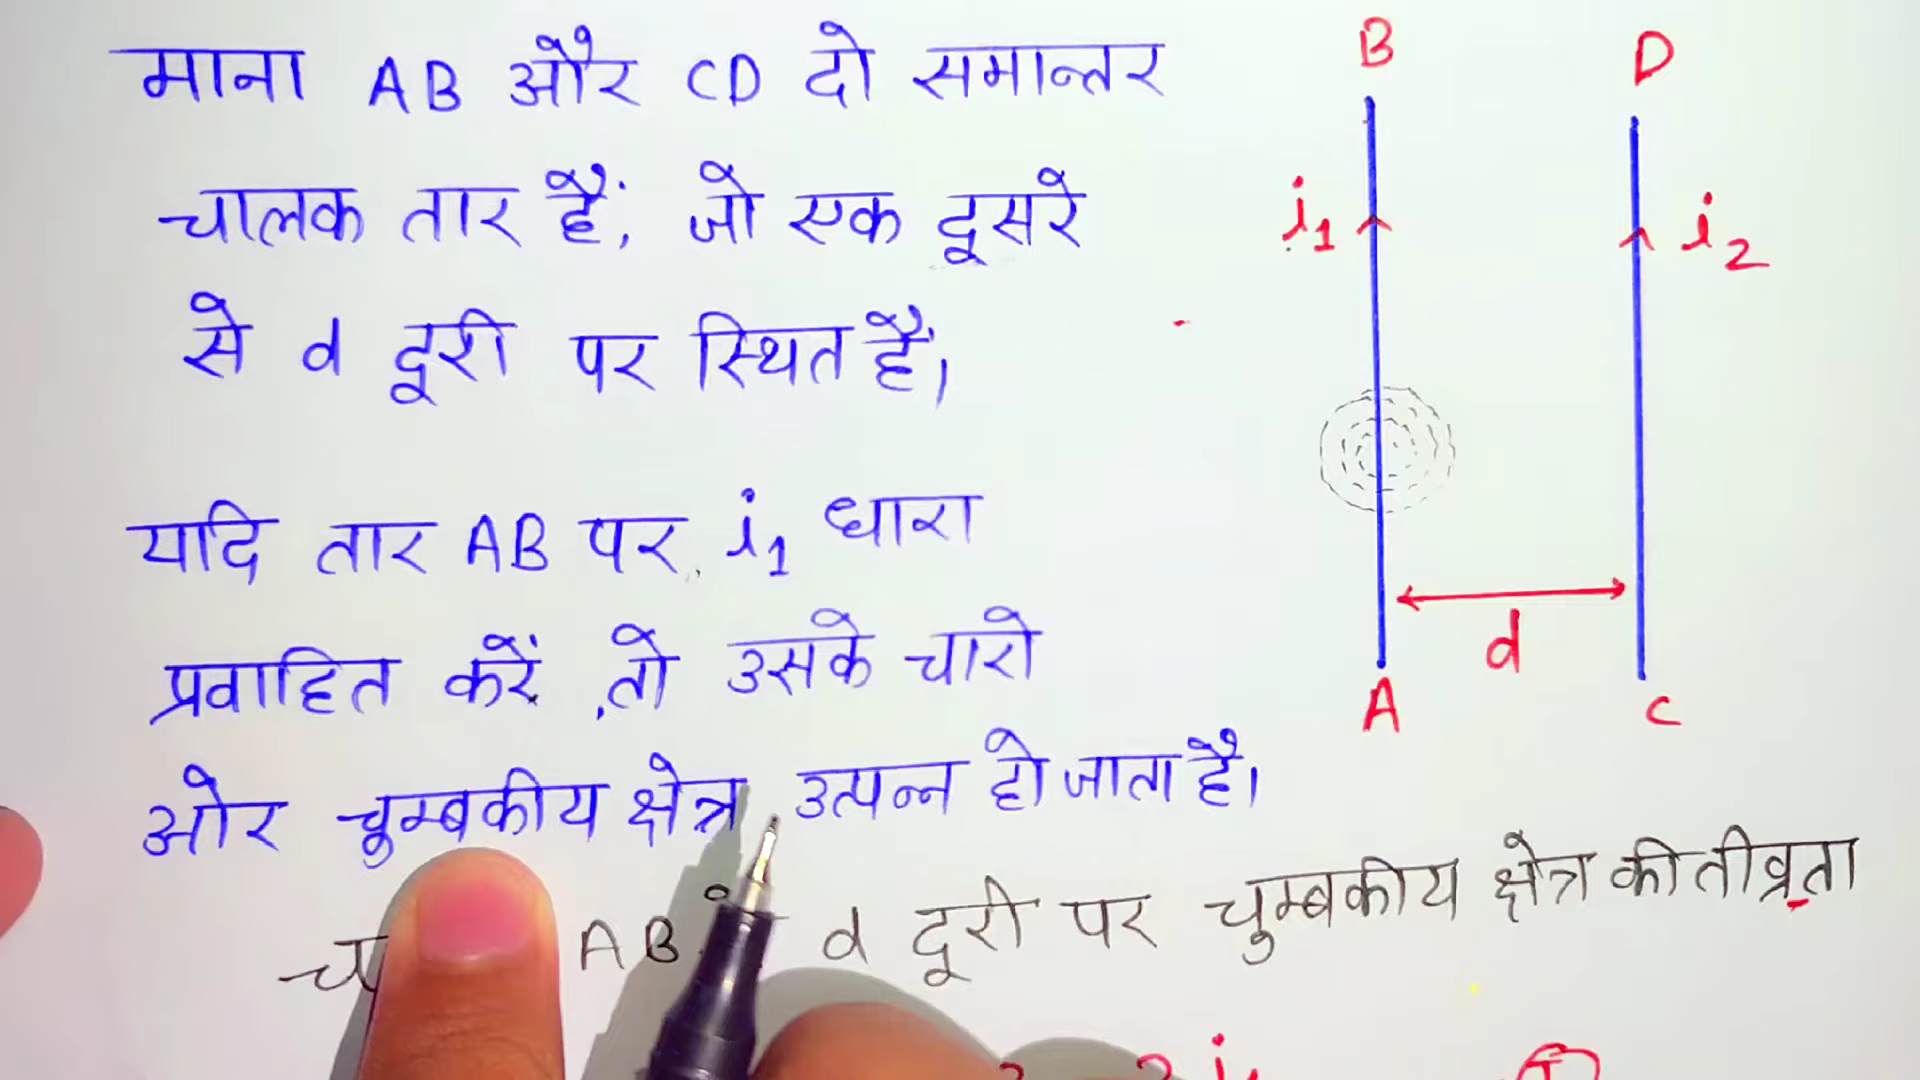 माना AB और CD दो समान्तर
चालक तार हैं, जो एक दूसरे
से d दूरी पर स्थित हैं।
यदि तार AB पर i₁ धारा
प्रवाहित करें, तो उसके चारो
ओर चुम्बकीय क्षेत्र उत्पन्न हो जाता है।
AB d दूरी पर चुम्बकीय क्षेत्र की तीव्रता
B
D
i₁
i₂
d
A
C